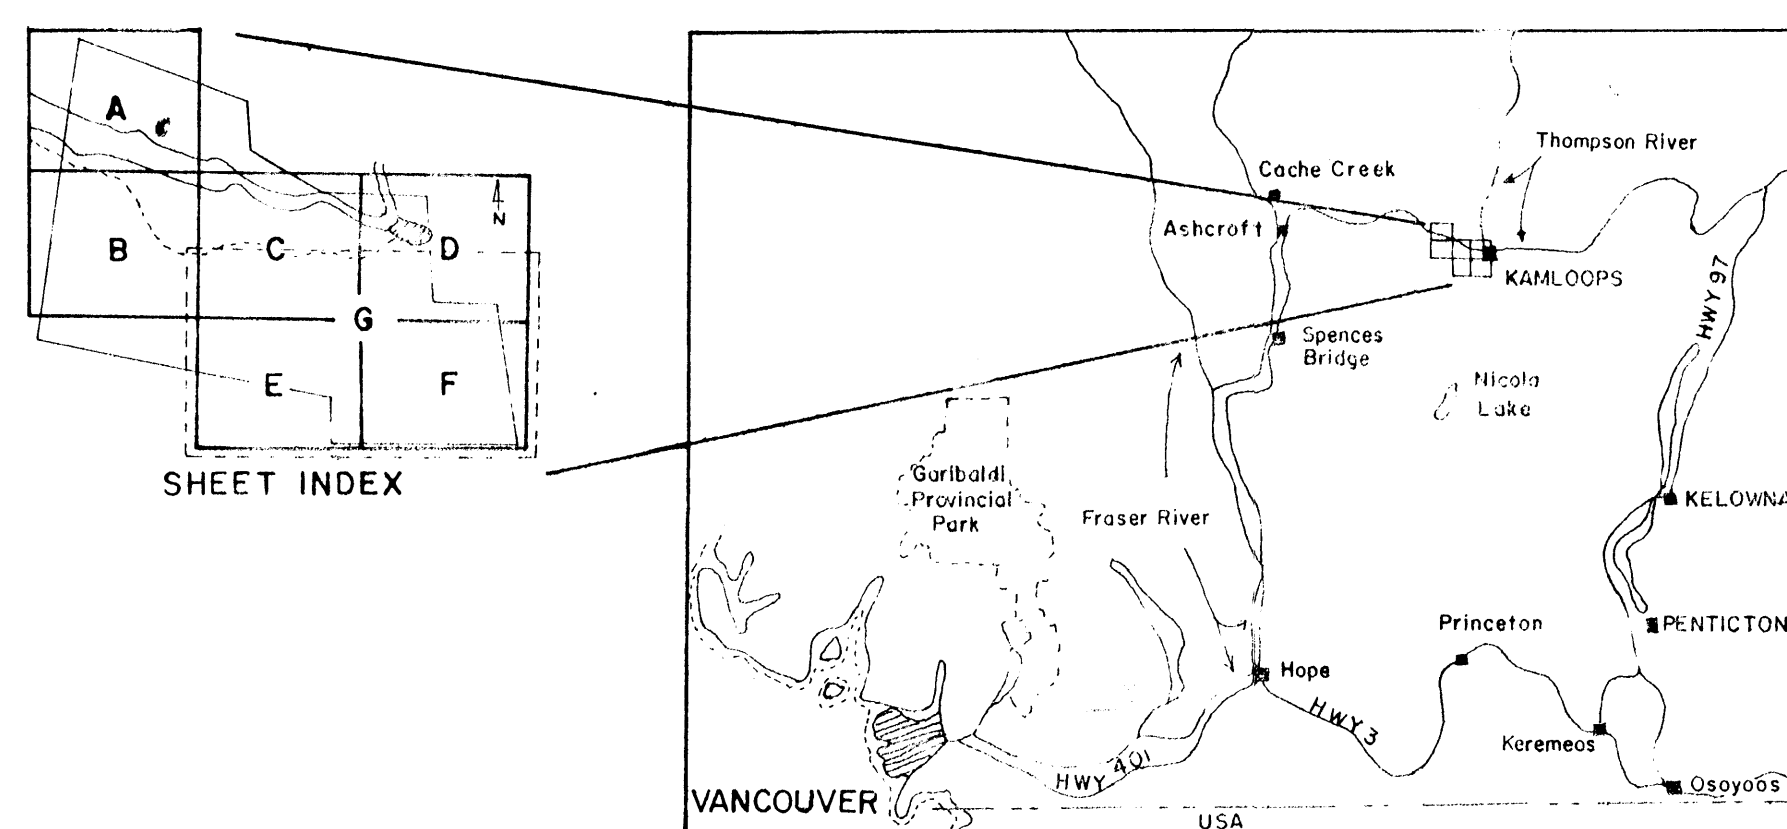 A
B
C
D
N
G
E
F
SHEET INDEX
Thompson River
Cache Creek
Ashcroft
KAMLOOPS
HWY 97
Spences
Bridge
Nicola
Lake
Garibaldi
Provincial
Park
Fraser River
KELOWNA
Princeton
PENTICTON
Hope
HWY 3
Keremeos
HWY 401
VANCOUVER
Osoyoos
USA